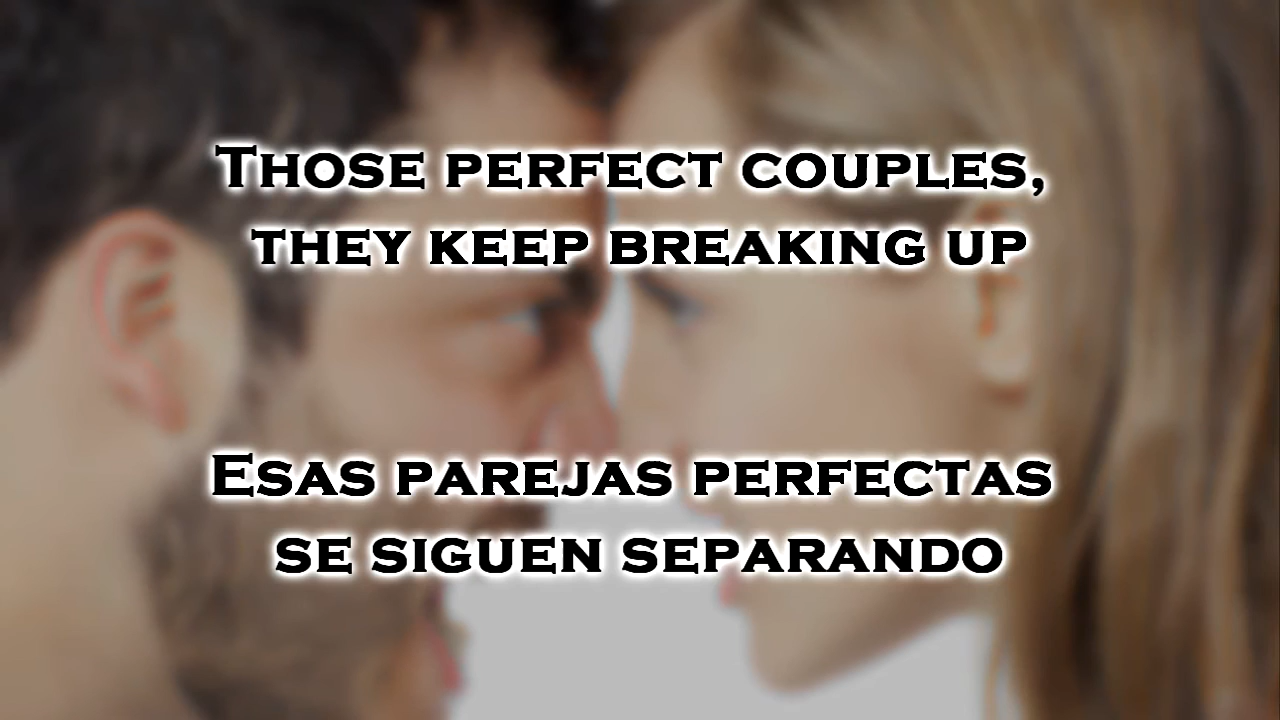 Those perfect couples,
they keep breaking up
Esas parejas perfectas
se siguen separando